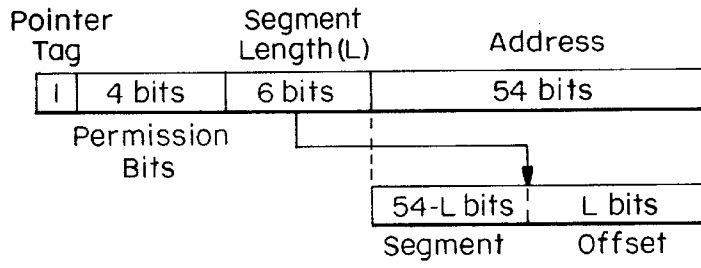 Pointer Tag
Segment Length(L)
Address
1
4 bits
6 bits
54 bits
Permission Bits
54-L bits
L bits
Segment
Offset